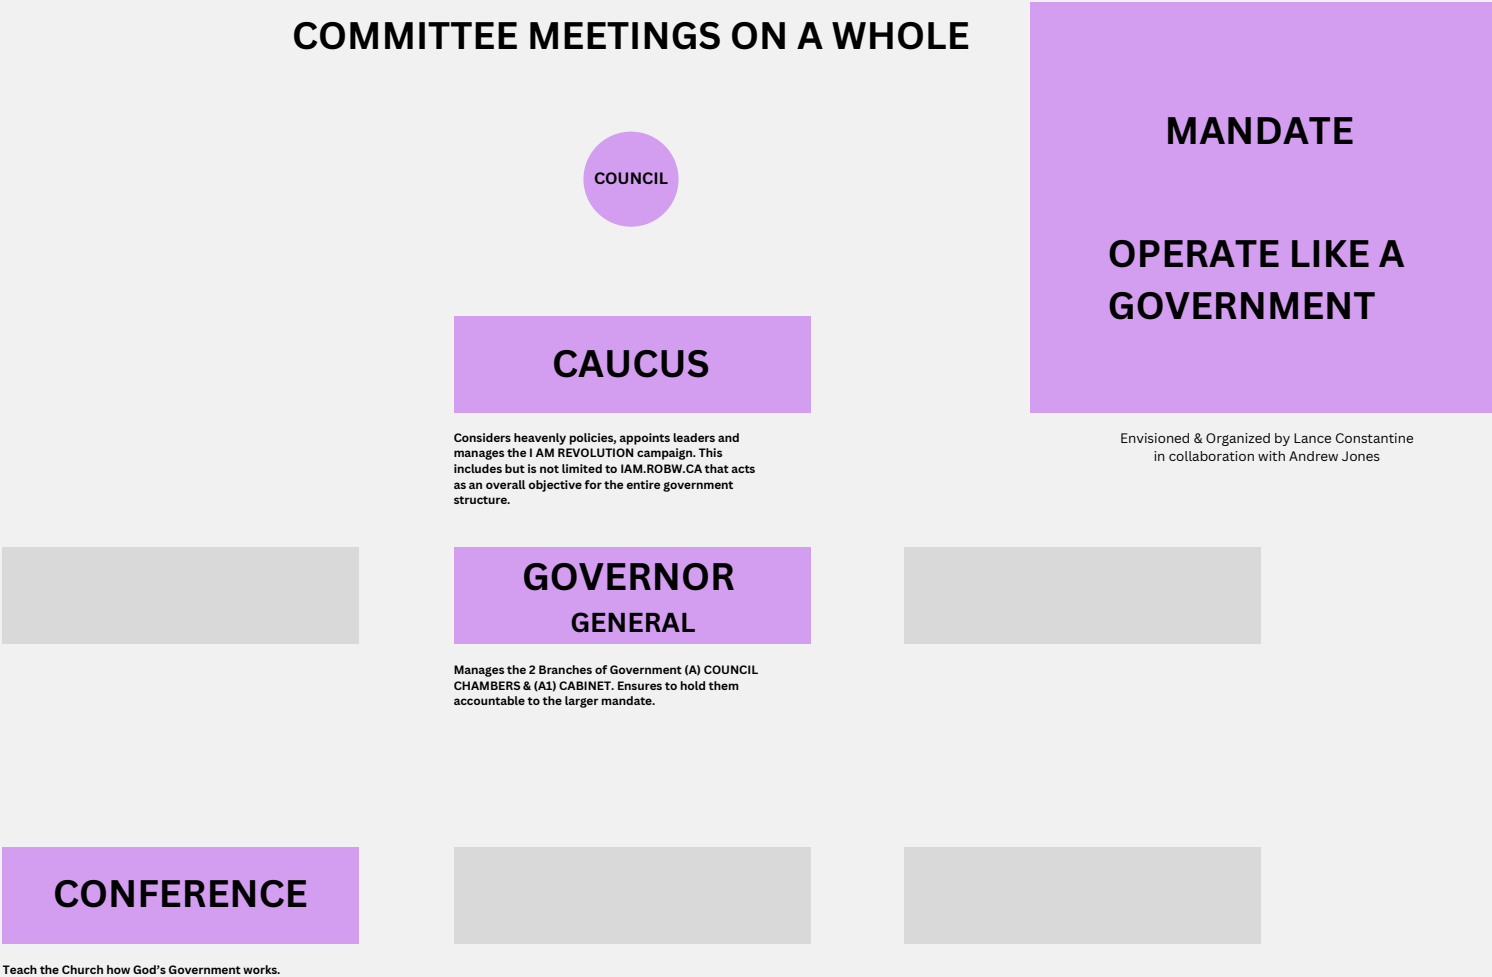 COMMITTEE MEETINGS ON A WHOLE
COUNCIL
MANDATE
OPERATE LIKE A
GOVERNMENT
CAUCUS
Considers heavenly policies, appoints leaders and
manages the I AM REVOLUTION campaign. This
includes but is not limited to IAM.ROBW.CA that acts
as an overall objective for the entire government
structure.
Envisioned & Organized by Lance Constantine
in collaboration with Andrew Jones
GOVERNOR
GENERAL
Manages the 2 Branches of Government (A) COUNCIL
CHAMBERS & (A1) CABINET. Ensures to hold them
accountable to the larger mandate.
CONFERENCE
Teach the Church how God’s Government works.